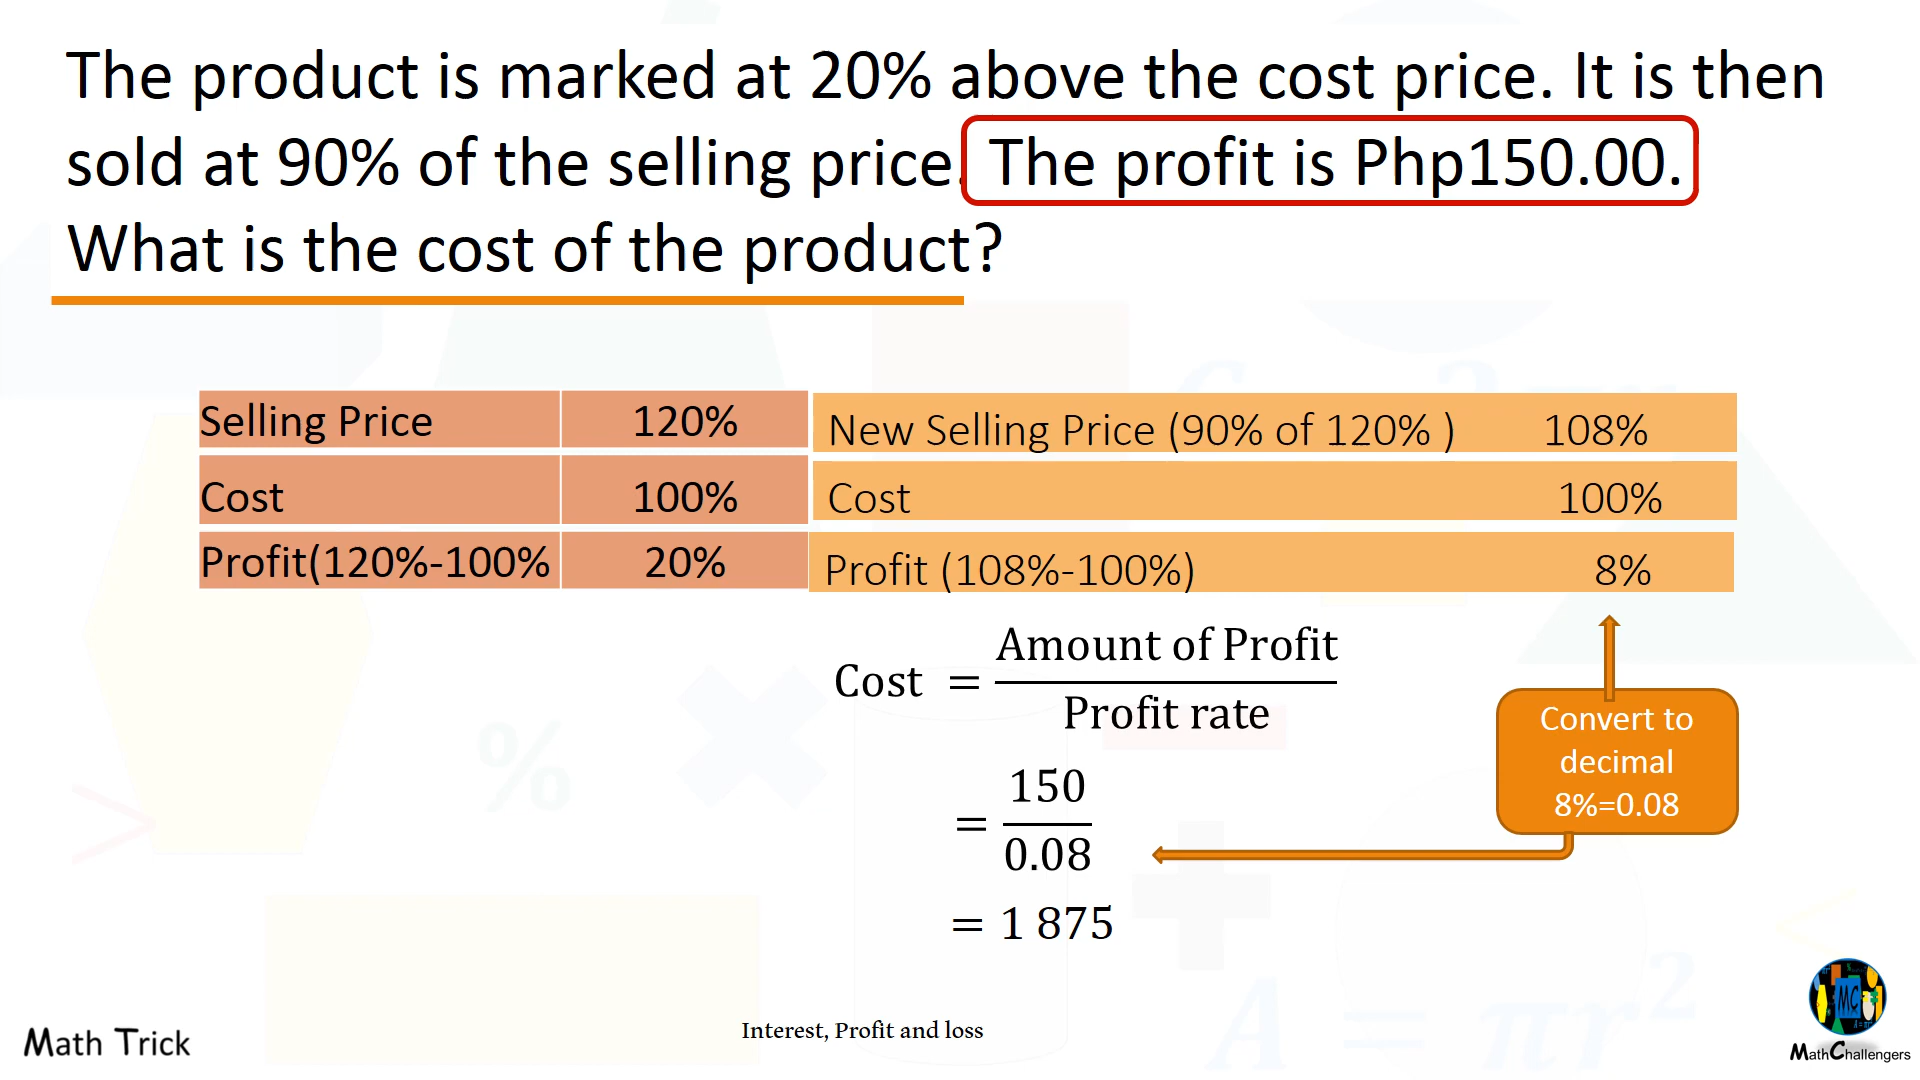 The product is marked at 20% above the cost price. It is then
sold at 90% of the selling price. The profit is Php150.00.
What is the cost of the product?
Selling Price 120% New Selling Price (90% of 120% ) 108%
Cost 100% Cost 100%
Profit(120%-100% 20% Profit (108%-100%) 8%
Cost = Amount of Profit
Profit rate
Convert to
decimal
8%=0.08
= 150
0.08
= 1 875
%
A = πr²
Interest, Profit and loss
Math Trick
MC
MathChallengers